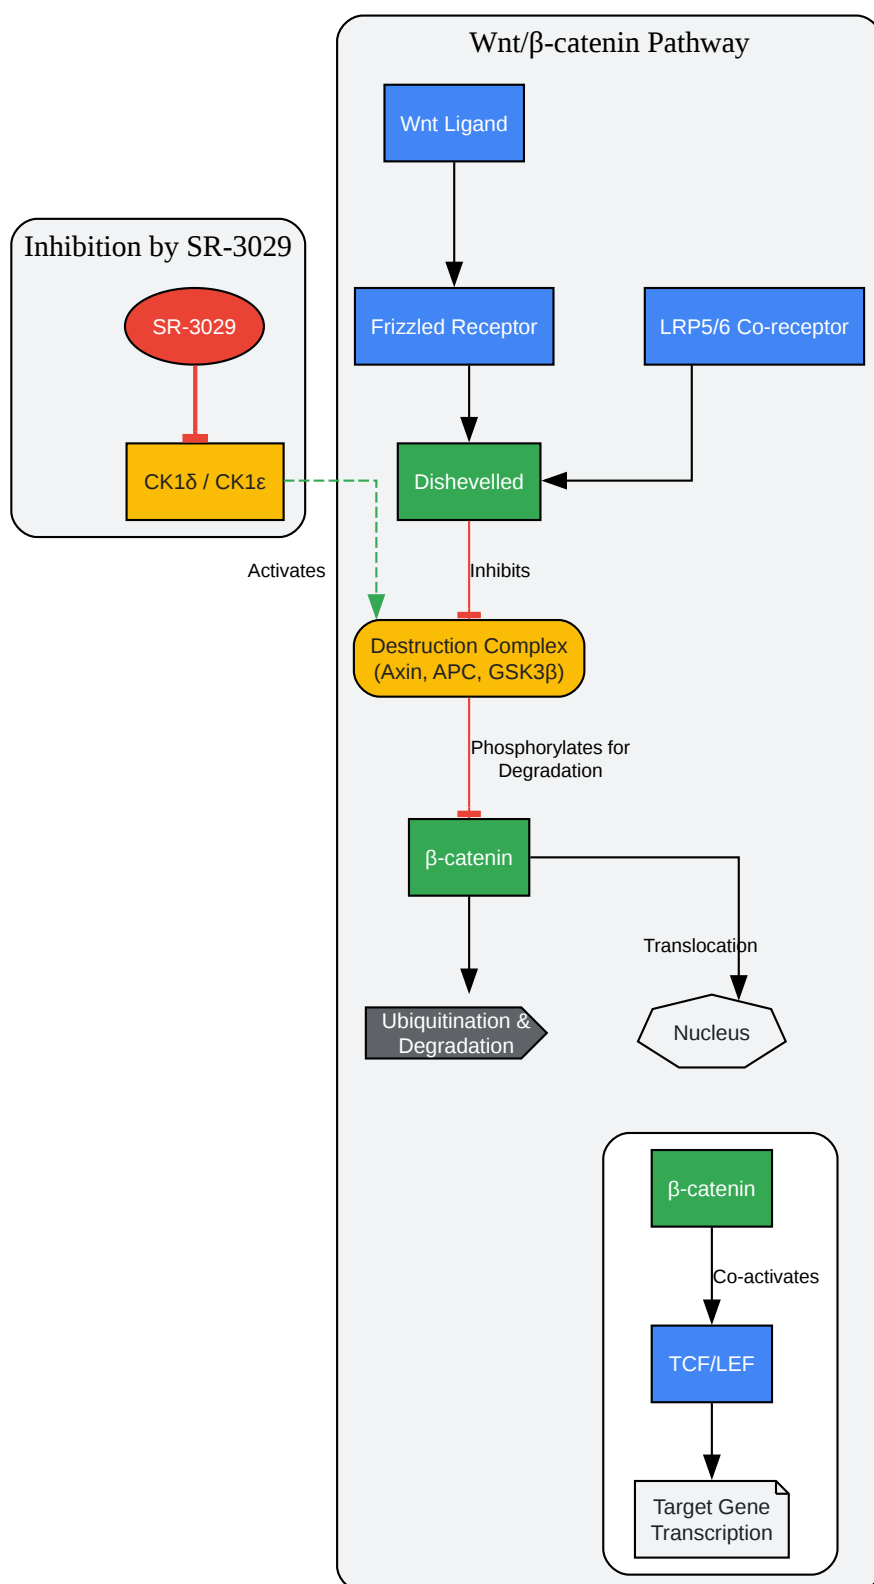 Wnt/β-catenin Pathway
Wnt Ligand
Inhibition by SR-3029
SR-3029
Frizzled Receptor
LRP5/6 Co-receptor
CK1δ / CK1ε
Dishevelled
Activates
Inhibits
Destruction Complex
(Axin, APC, GSK3β)
Phosphorylates for
Degradation
β-catenin
Translocation
Ubiquitination &
Degradation
Nucleus
β-catenin
Co-activates
TCF/LEF
Target Gene
Transcription